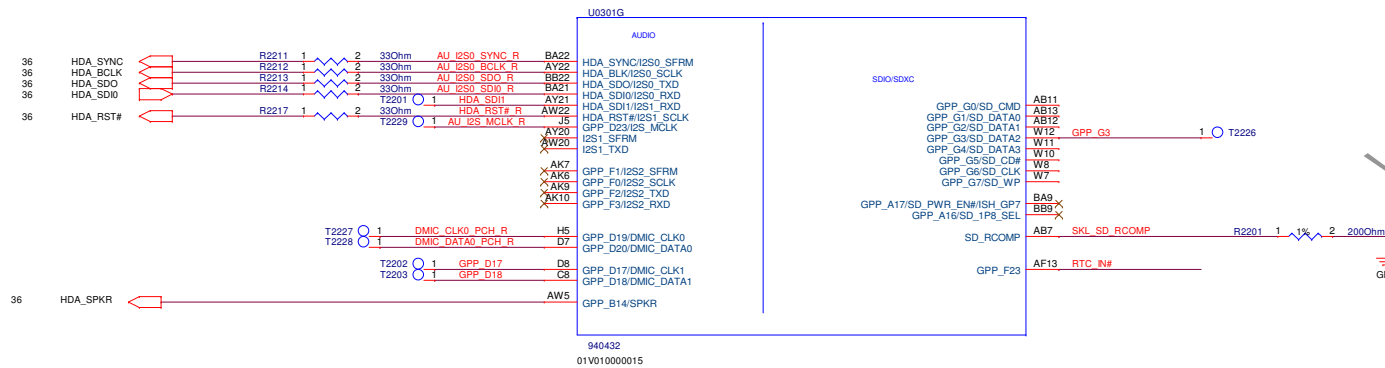 U0301G
AUDIO
SDIO/SDXC
36 HDA_SYNC R2211 1 2 33Ohm AU_I2S0_SYNC_R BA22 HDA_SYNC/I2S0_SFRM
36 HDA_BCLK R2212 1 2 33Ohm AU_I2S0_BCLK_R AY22 HDA_BLK/I2S0_SCLK
36 HDA_SDO R2213 1 2 33Ohm AU_I2S0_SDO_R BB22 HDA_SDO/I2S0_TXD
36 HDA_SDI0 R2214 1 2 33Ohm AU_I2S0_SDI0_R BA21 HDA_SDI0/I2S0_RXD
T2201 1 HDA_SDI1 AY21 HDA_SDI1/I2S1_RXD
36 HDA_RST# R2217 1 2 33Ohm HDA_RST#_R AW22 HDA_RST#/I2S1_SCLK
T2229 1 AU_I2S_MCLK_R J5 GPP_D23/I2S_MCLK
AY20 I2S1_SFRM
AW20 I2S1_TXD
AK7 GPP_F1/I2S2_SFRM
AK6 GPP_F0/I2S2_SCLK
AK9 GPP_F2/I2S2_TXD
AK10 GPP_F3/I2S2_RXD
T2227 1 DMIC_CLK0_PCH_R H5 GPP_D19/DMIC_CLK0
T2228 1 DMIC_DATA0_PCH_R D7 GPP_D20/DMIC_DATA0
T2202 1 GPP_D17 D8 GPP_D17/DMIC_CLK1
T2203 1 GPP_D18 C8 GPP_D18/DMIC_DATA1
36 HDA_SPKR AW5 GPP_B14/SPKR
GPP_G0/SD_CMD AB11
GPP_G1/SD_DATA0 AB13
GPP_G2/SD_DATA1 AB12
GPP_G3/SD_DATA2 W12 GPP_G3 1 T2226
GPP_G4/SD_DATA3 W11
GPP_G5/SD_CD# W10
GPP_G6/SD_CLK W8
GPP_G7/SD_WP W7
GPP_A17/SD_PWR_EN#/ISH_GP7 BA9
GPP_A16/SD_1P8_SEL BB9
SD_RCOMP AB7 SKL_SD_RCOMP R2201 1 1% 2 200Ohm
GPP_F23 AF13 RTC_IN#
940432
01V010000015